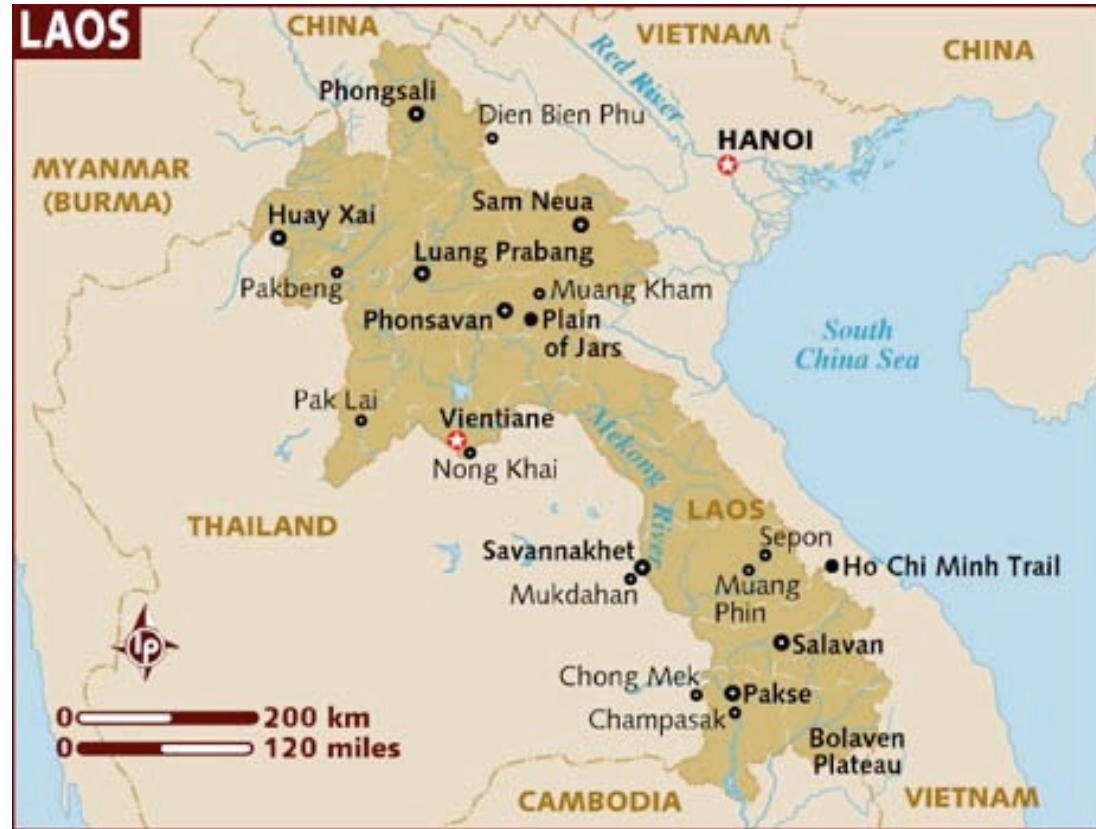 LAOS
CHINA
VIETNAM
CHINA
Red River
Phongsali
Dien Bien Phu
HANOI
MYANMAR
(BURMA)
Sam Neua
Huay Xai
Luang Prabang
Pakbeng
Muang Kham
Phonsavan
Plain
of Jars
South
China Sea
Pak Lai
Vientiane
Mekong River
Nong Khai
LAOS
THAILAND
Sepon
Savannakhet
Ho Chi Minh Trail
Mukdahan
Muang
Phin
Salavan
lp
Chong Mek
Pakse
Champasak
0 200 km
0 120 miles
Bolaven
Plateau
CAMBODIA
VIETNAM